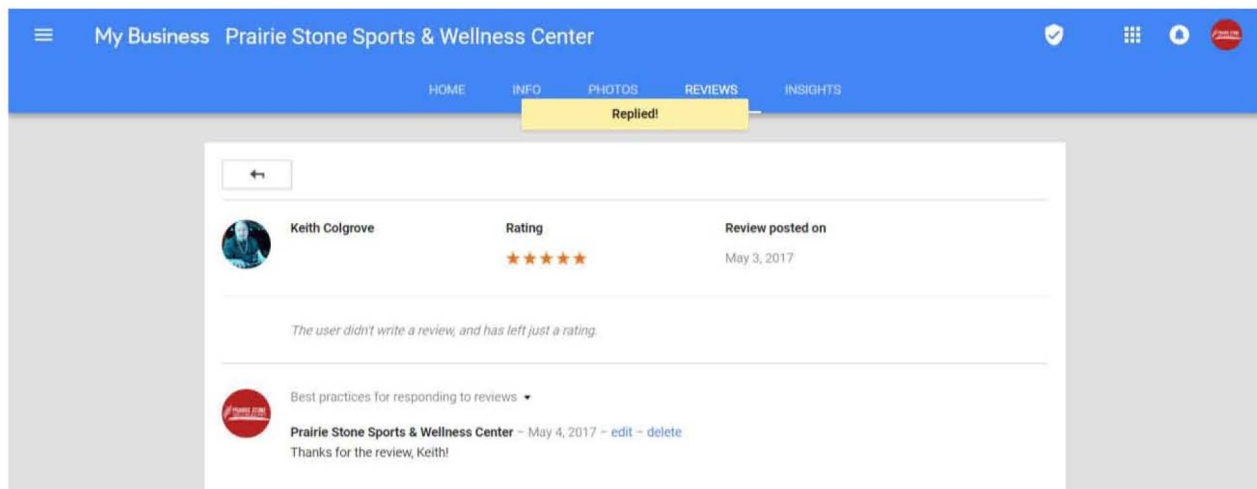 My Business Prairie Stone Sports & Wellness Center
HOME INFO PHOTOS REVIEWS INSIGHTS
Replied!
Keith Colgrove Rating Review posted on
May 3, 2017
The user didn't write a review, and has left just a rating.
Best practices for responding to reviews
PRAIRIE STONE
Prairie Stone Sports & Wellness Center – May 4, 2017 – edit – delete
Thanks for the review, Keith!